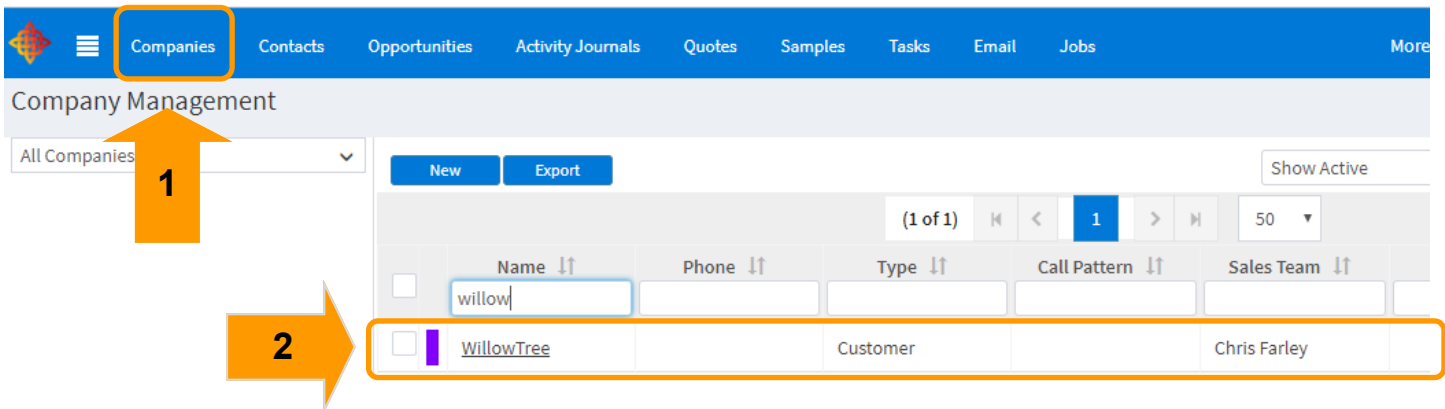 Companies Contacts Opportunities Activity Journals Quotes Samples Tasks Email Jobs More
Company Management
1
All Companies
New Export Show Active
(1 of 1) 1 50
Name Phone Type Call Pattern Sales Team
willow
2
WillowTree Customer Chris Farley